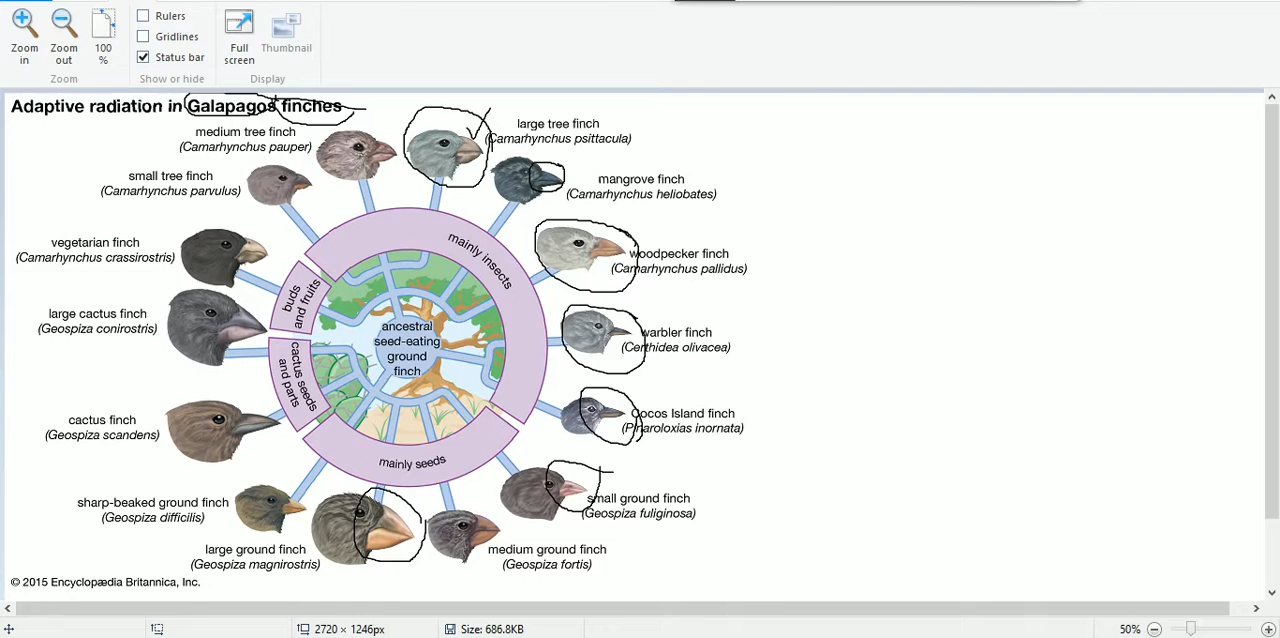 Rulers
Gridlines
Status bar
Zoom
in
Zoom
out
100
%
Full
screen
Thumbnail
Zoom
Show or hide
Display
Adaptive radiation in Galapagos finches
medium tree finch
(Camarhynchus pauper)
large tree finch
(Camarhynchus psittacula)
small tree finch
(Camarhynchus parvulus)
mangrove finch
(Camarhynchus heliobates)
vegetarian finch
(Camarhynchus crassirostris)
woodpecker finch
(Camarhynchus pallidus)
large cactus finch
(Geospiza conirostris)
warbler finch
(Certhidea olivacea)
cactus finch
(Geospiza scandens)
Cocos Island finch
(Pinaroloxias inornata)
sharp-beaked ground finch
(Geospiza difficilis)
small ground finch
(Geospiza fuliginosa)
large ground finch
(Geospiza magnirostris)
medium ground finch
(Geospiza fortis)
mainly insects
buds
and fruits
cactus seeds
and parts
mainly seeds
ancestral
seed-eating
ground
finch
© 2015 Encyclopædia Britannica, Inc.
2720 × 1246px
Size: 686.8KB
50%